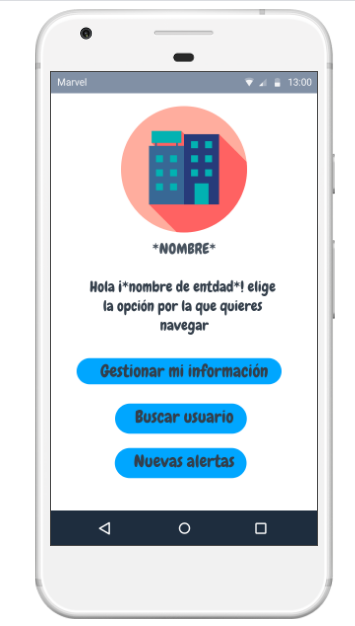 Marvel 13:00
*NOMBRE*
Hola ¡*nombre de entdad*! elige
la opción por la que quieres
navegar
Gestionar mi información
Buscar usuario
Nuevas alertas